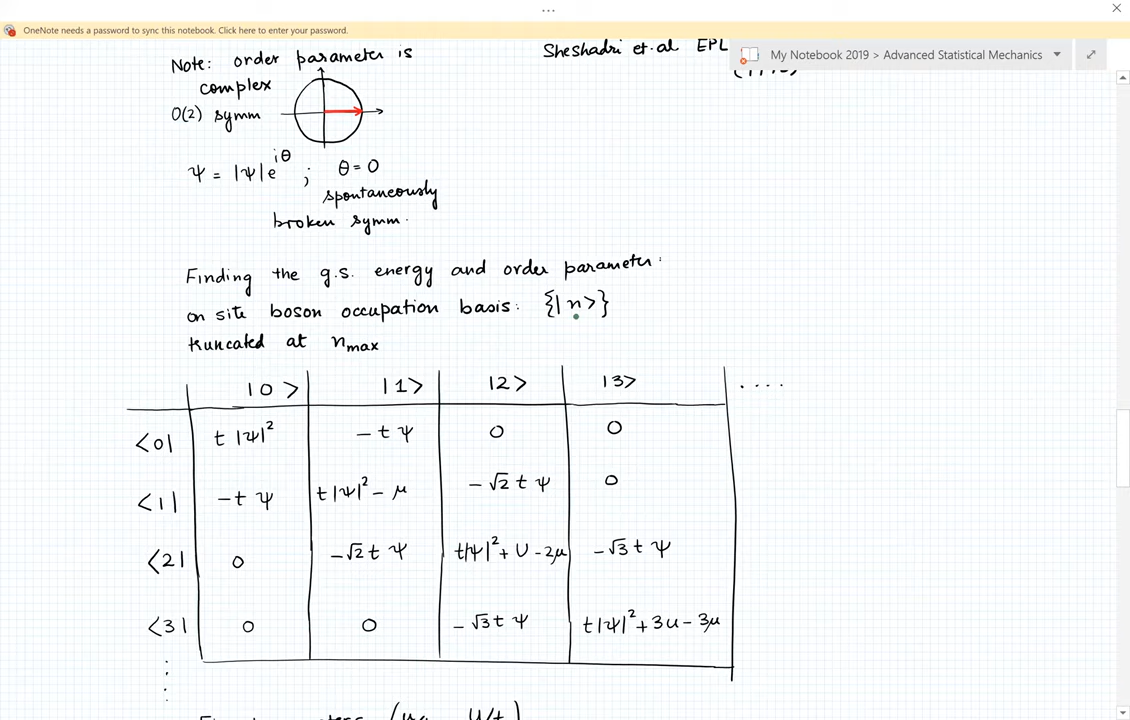 OneNote needs a password to sync this notebook. Click here to enter your password.
My Notebook 2019 > Advanced Statistical Mechanics
Note: order parameter is
complex
O(2) symm
Sheshadri et.al EPL
ψ = |ψ|e^{iθ} ; θ = 0
spontaneously
broken symm.
Finding the g.s. energy and order parameter:
on site boson occupation basis: {|n>}
truncated at n_max
|0> |1> |2> |3> ....
<0| t|ψ|² -tψ 0 0
<1| -tψ t|ψ|² - μ -√2 t ψ 0
<2| 0 -√2 t ψ t|ψ|² + U - 2μ -√3 t ψ
<3| 0 0 -√3 t ψ t|ψ|² + 3u - 3μ